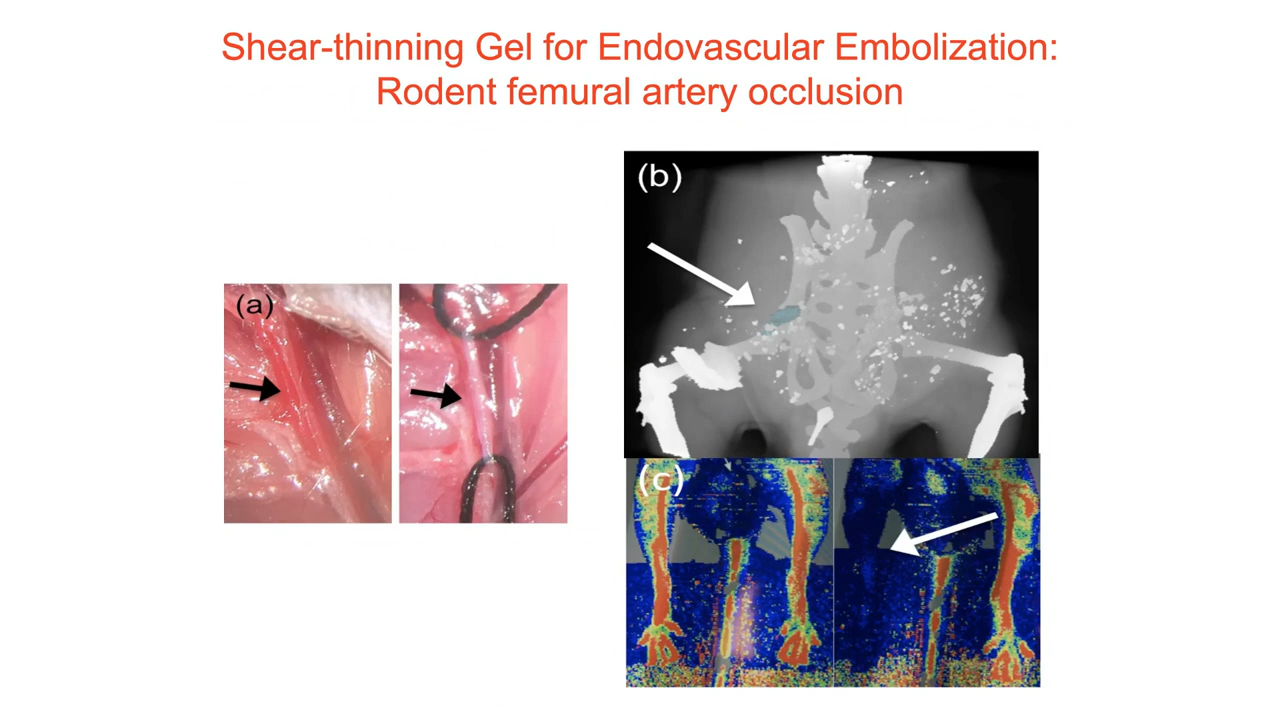 Shear-thinning Gel for Endovascular Embolization:
Rodent femural artery occlusion
(a)
(b)
(c)